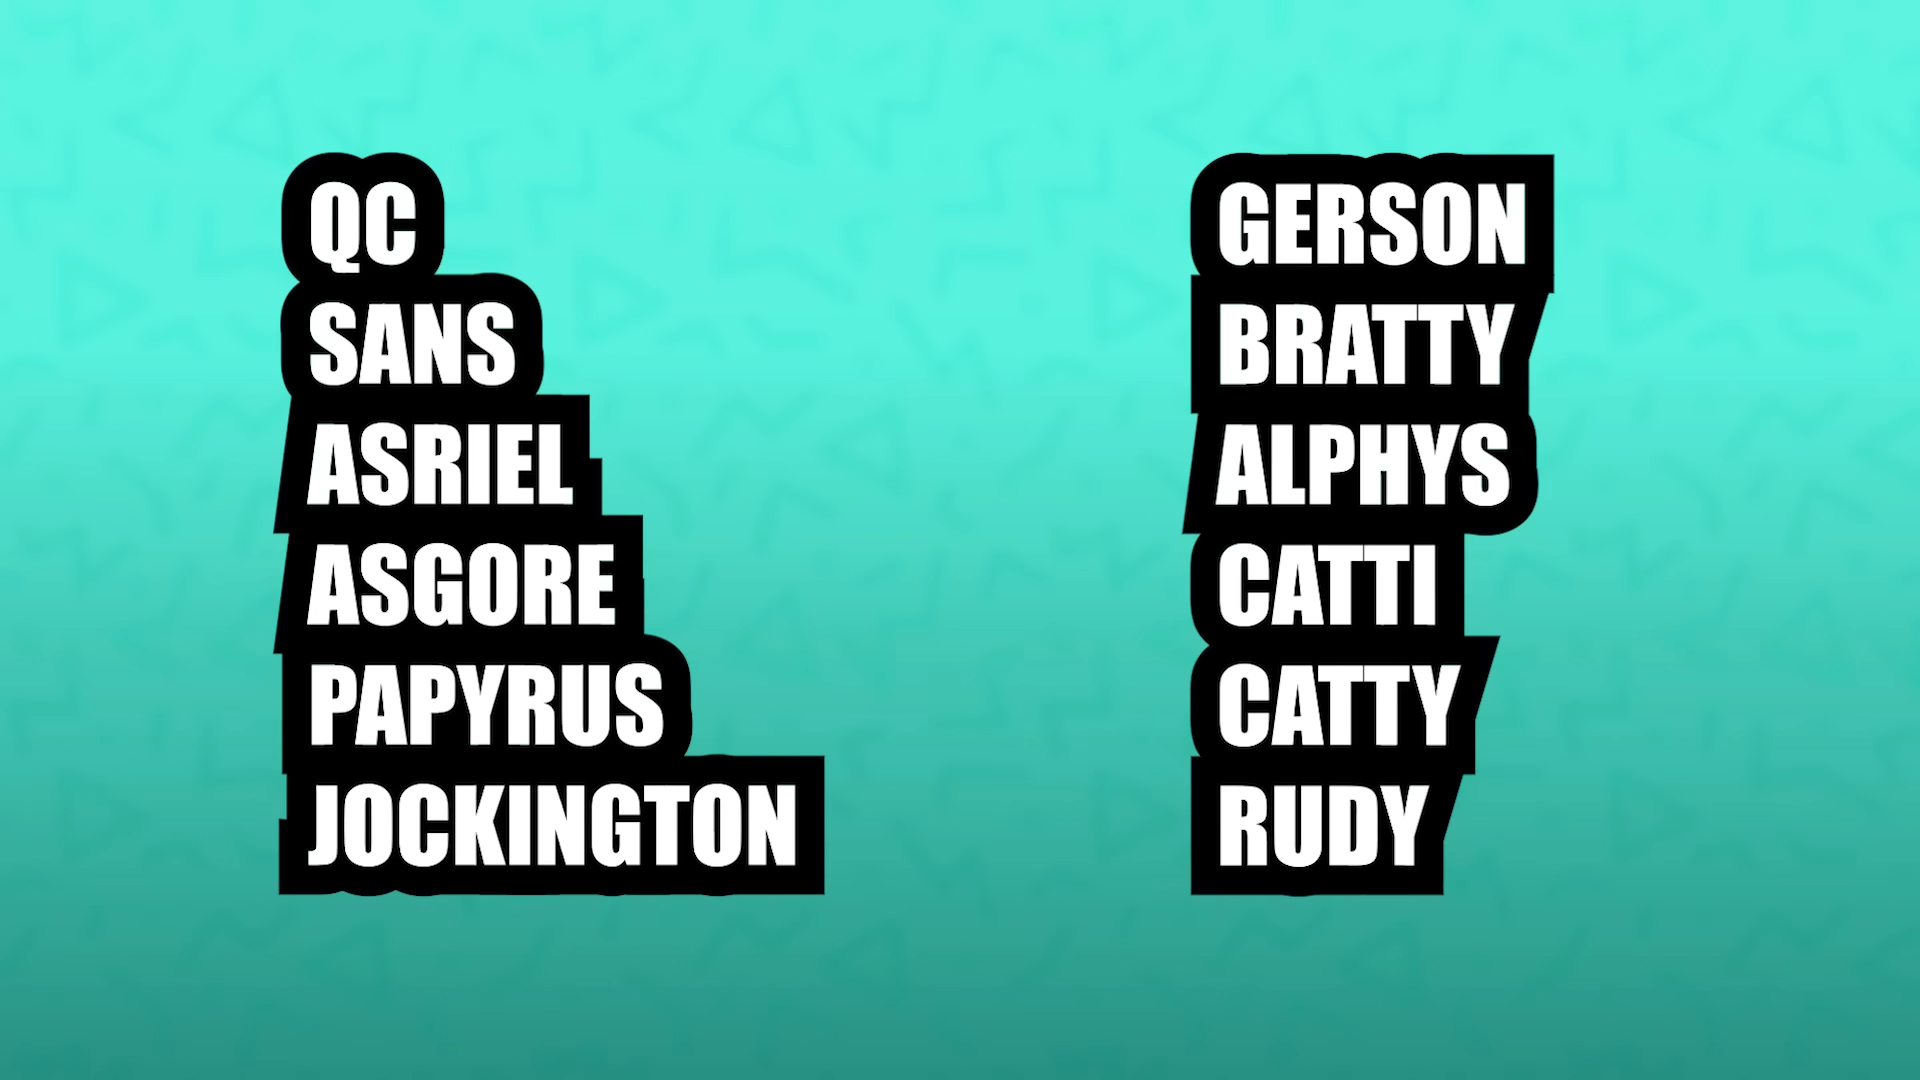 QC
SANS
ASRIEL
ASGORE
PAPYRUS
JOCKINGTON
GERSON
BRATTY
ALPHYS
CATTI
CATTY
RUDY